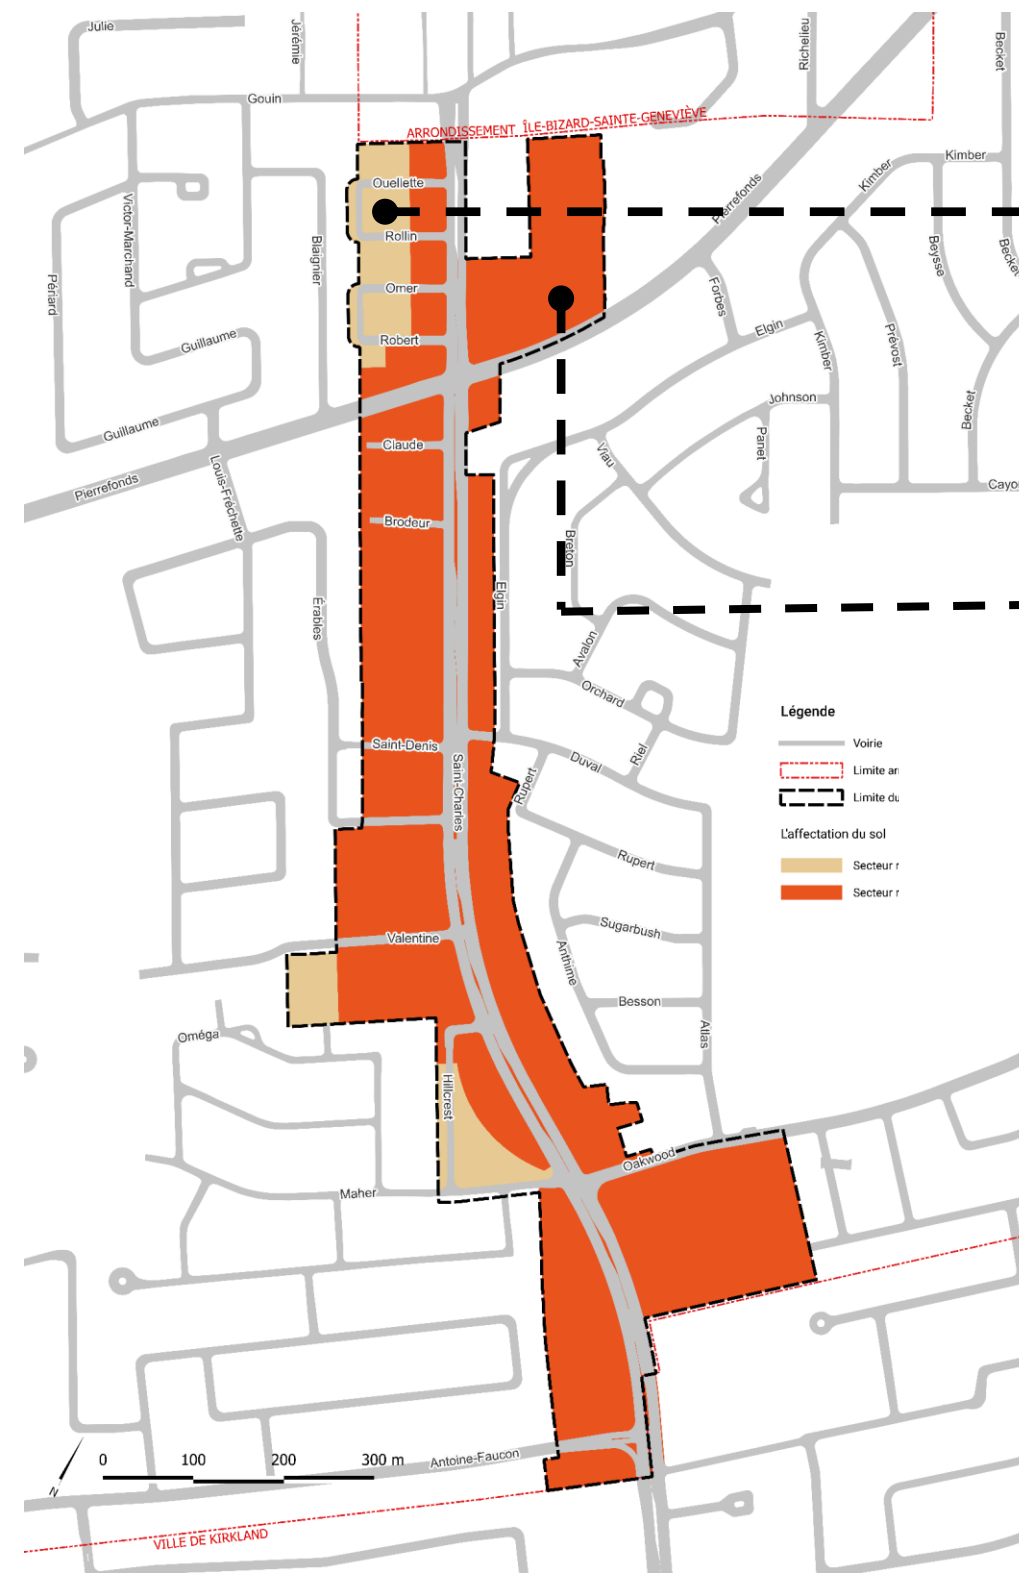 Julie
Jérémie
Richelieu
Becket
Gouin
ARRONDISSEMENT ÎLE-BIZARD-SAINTE-GENEVIÈVE
Kimber
Kimber
Ouellette
Pierrefonds
Victor-Marchand
Rollin
Blaignier
Beysse
Becket
Périard
Omer
Forbes
Guillaume
Robert
Elgin
Kimber
Prévost
Johnson
Becket
Guillaume
Claude
Panet
Viau
Pierrefonds
Louis-Fréchette
Cayo
Brodeur
Breton
Érables
Elgin
Avalon
Orchard
Légende
Saint-Denis
Voirie
Riel
Duval
Limite ar
Rupert
Saint-Charles
Limite du
L'affectation du sol
Rupert
Secteur r
Secteur r
Valentine
Sugarbush
Anthime
Besson
Oméga
Atlas
Hillcrest
Oakwood
Maher
0 100 200 300 m
Antoine-Faucon
N
VILLE DE KIRKLAND